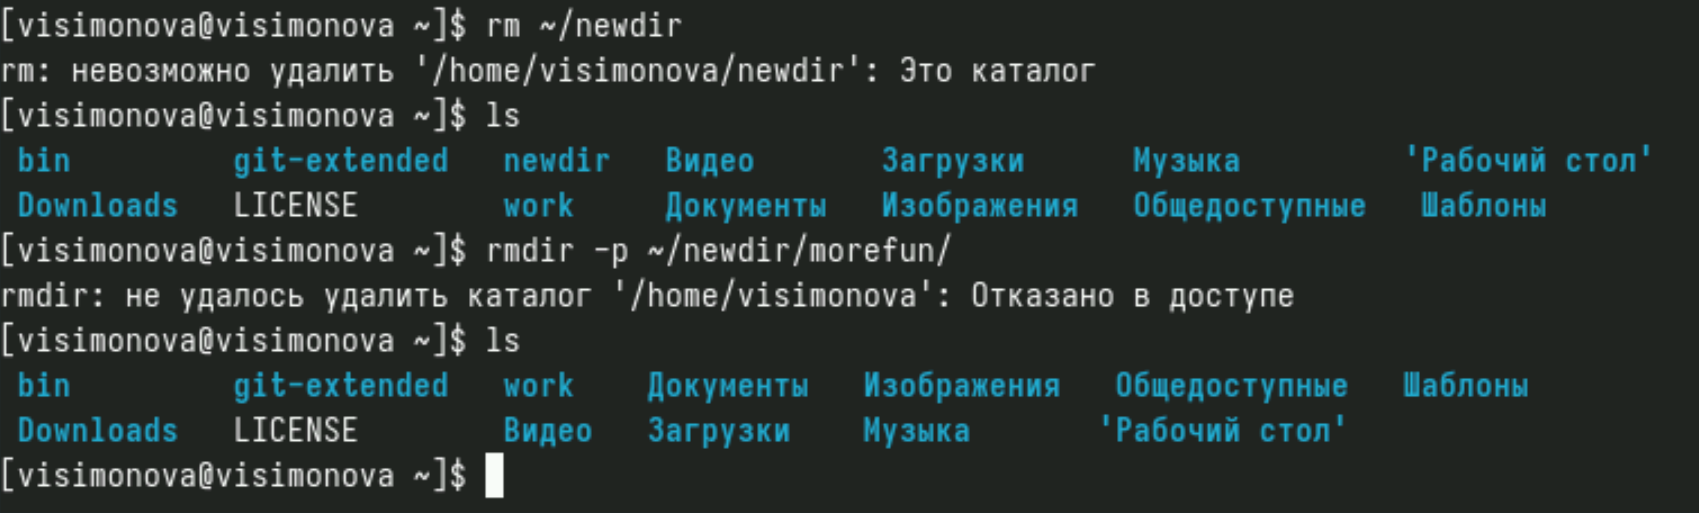 [visimonova@visimonova ~]$ rm ~/newdir
rm: невозможно удалить '/home/visimonova/newdir': Это каталог
[visimonova@visimonova ~]$ ls
bin git-extended newdir Видео Загрузки Музыка 'Рабочий стол'
Downloads LICENSE work Документы Изображения Общедоступные Шаблоны
[visimonova@visimonova ~]$ rmdir -p ~/newdir/morefun/
rmdir: не удалось удалить каталог '/home/visimonova': Отказано в доступе
[visimonova@visimonova ~]$ ls
bin git-extended work Документы Изображения Общедоступные Шаблоны
Downloads LICENSE Видео Загрузки Музыка 'Рабочий стол'
[visimonova@visimonova ~]$